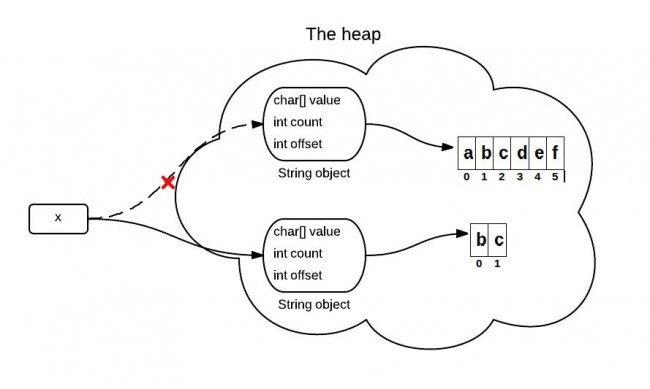 The heap
char[] value
int count
int offset
String object
a b c d e f
0 1 2 3 4 5
x
char[] value
int count
int offset
String object
b c
0 1